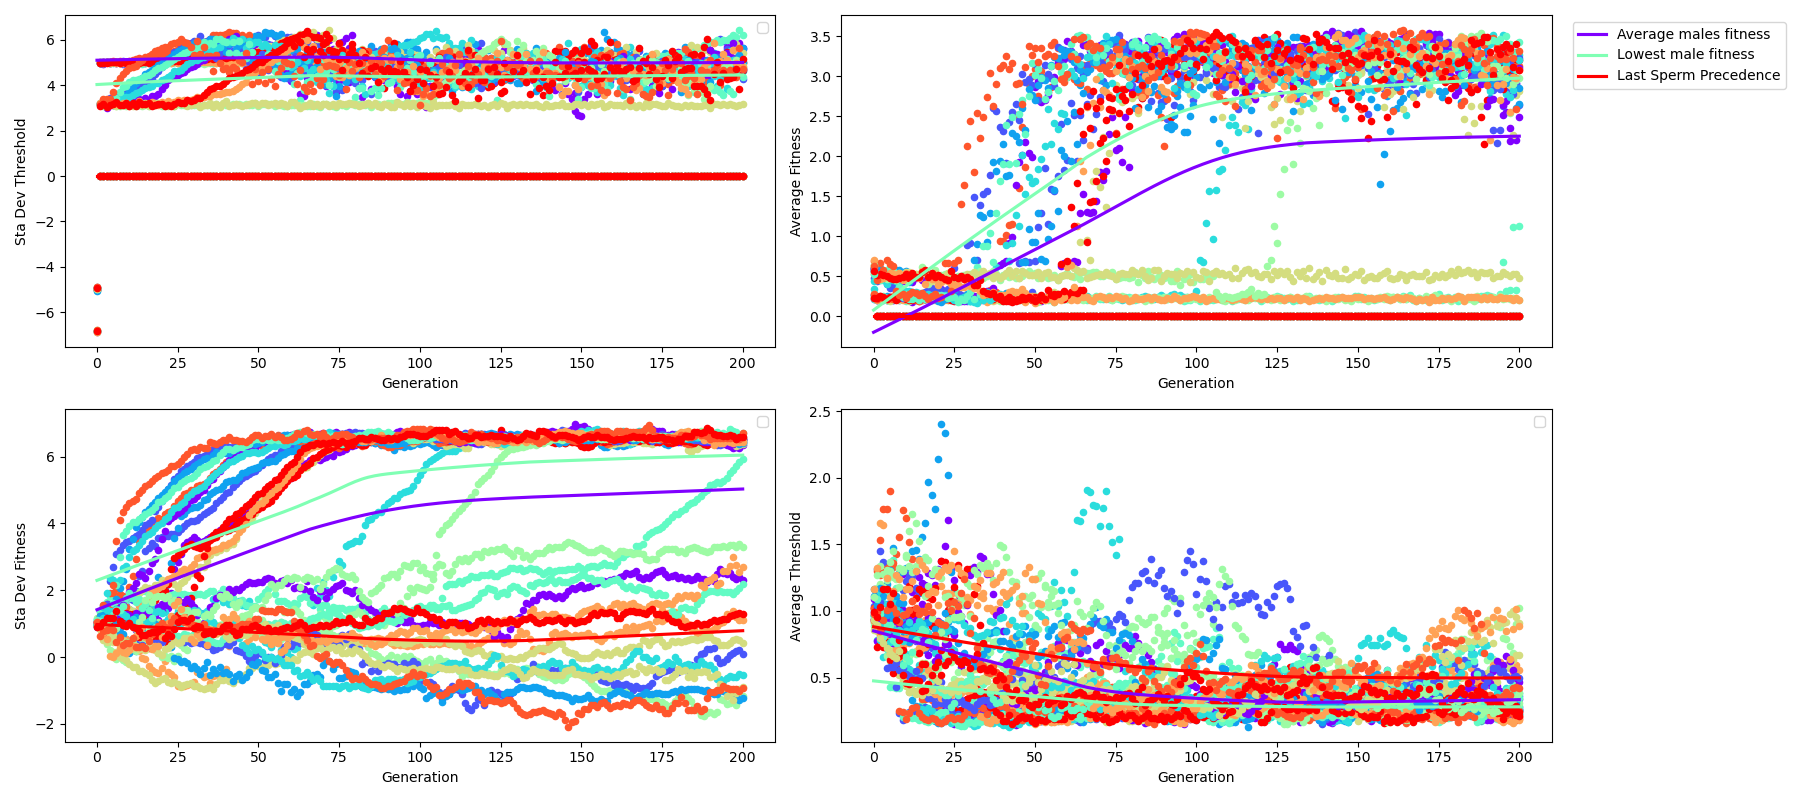 Sta Dev Threshold
6
4
2
0
−2
−4
−6
0 25 50 75 100 125 150 175 200
Generation
Average Fitness
3.5
3.0
2.5
2.0
1.5
1.0
0.5
0.0
0 25 50 75 100 125 150 175 200
Generation
Average males fitness
Lowest male fitness
Last Sperm Precedence
Sta Dev Fitness
6
4
2
0
−2
0 25 50 75 100 125 150 175 200
Generation
Average Threshold
2.5
2.0
1.5
1.0
0.5
0 25 50 75 100 125 150 175 200
Generation